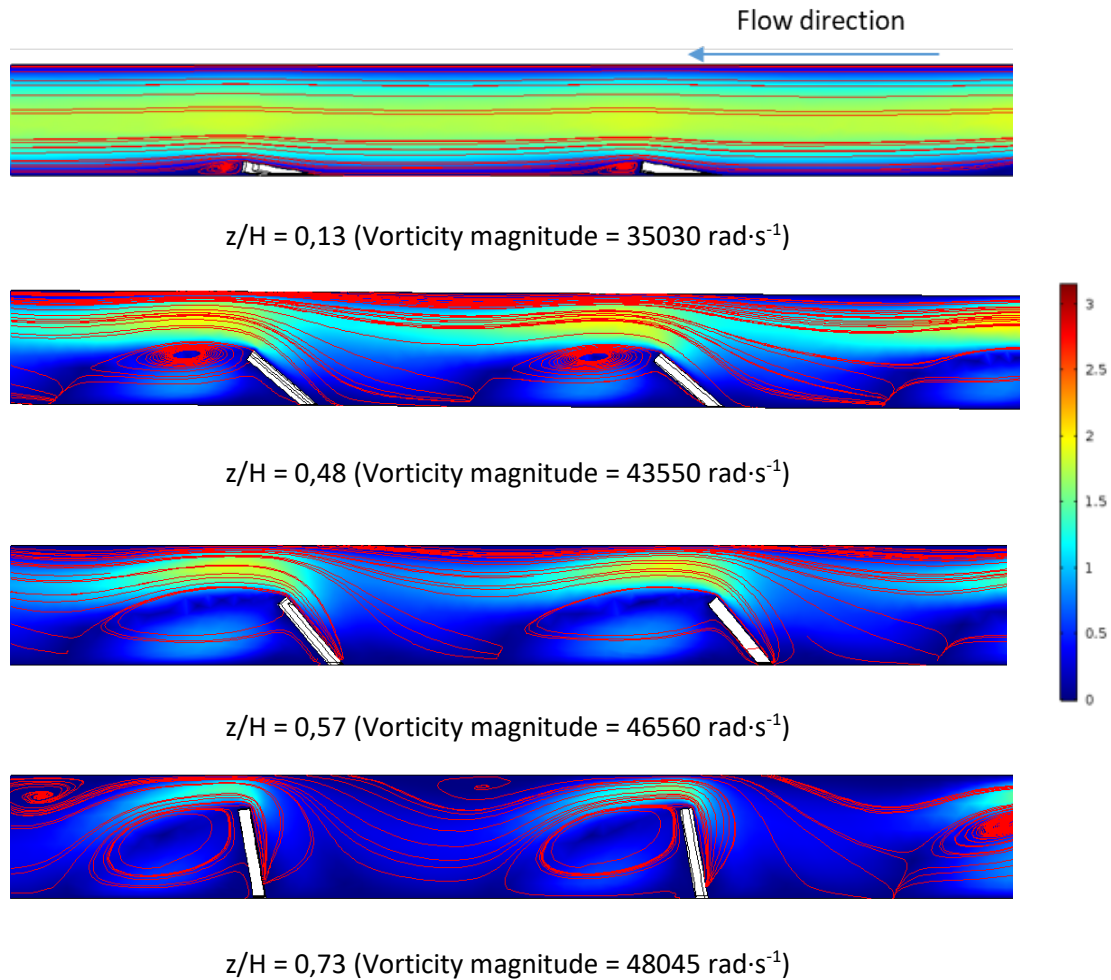 Flow direction
z/H = 0,13 (Vorticity magnitude = 35030 rad·s⁻¹)
z/H = 0,48 (Vorticity magnitude = 43550 rad·s⁻¹)
3
2.5
2
1.5
1
0.5
0
z/H = 0,57 (Vorticity magnitude = 46560 rad·s⁻¹)
z/H = 0,73 (Vorticity magnitude = 48045 rad·s⁻¹)